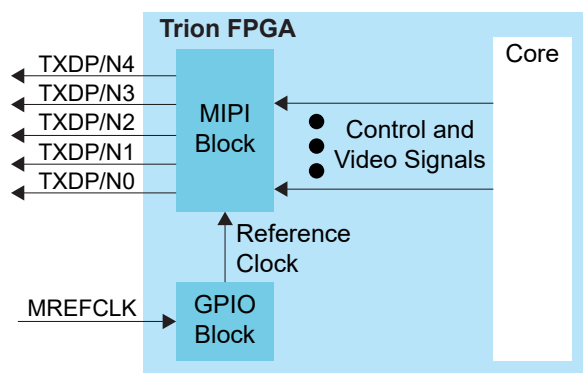 Trion FPGA
Core
TXDP/N4
TXDP/N3
TXDP/N2
TXDP/N1
TXDP/N0
MIPI
Block
Control and
Video Signals
Reference
Clock
MREFCLK
GPIO
Block